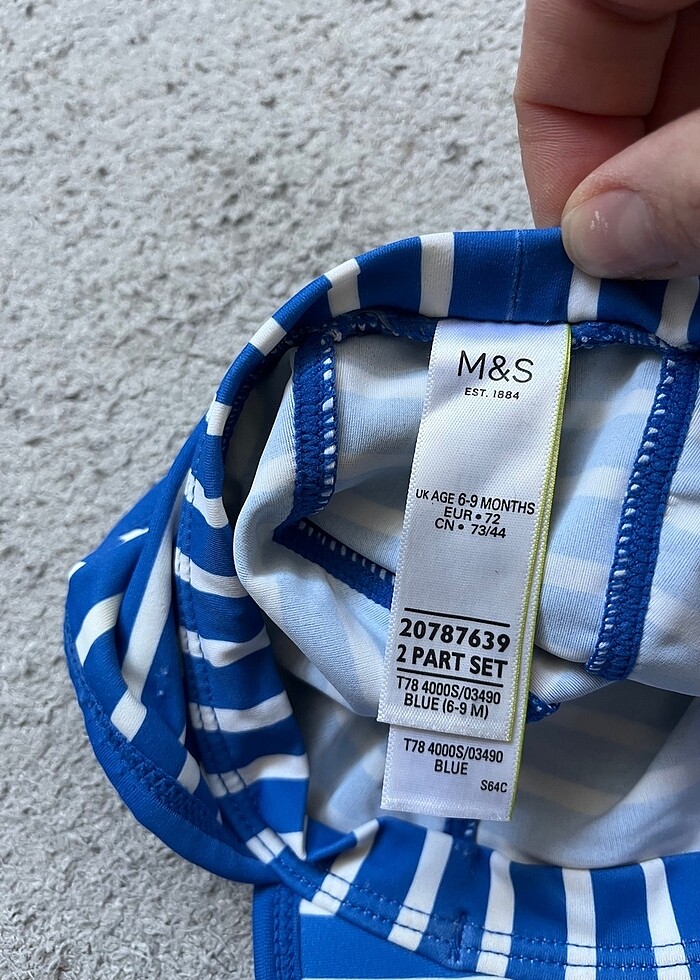 M&S
EST. 1884
UK AGE 6-9 MONTHS
EUR • 72
CN • 73/44
20787639
2 PART SET
T78 4000S/03490
BLUE (6-9 M)
T78 4000S/03490
BLUE
S64C